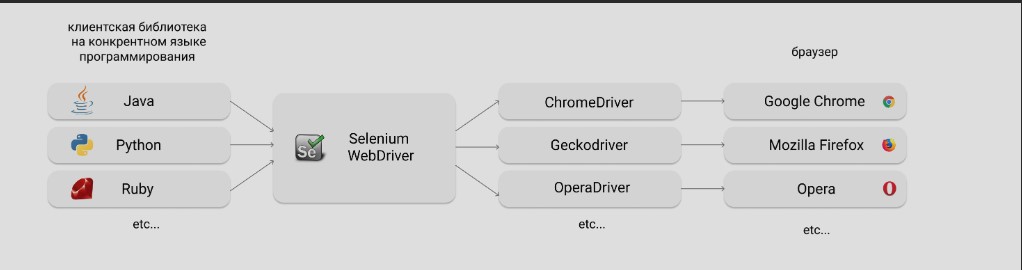 клиентская библиотека
на конкрентном языке
программирования
браузер
Java
Python
Ruby
etc...
Se
Selenium
WebDriver
ChromeDriver
Geckodriver
OperaDriver
etc...
Google Chrome
Mozilla Firefox
Opera
etc...